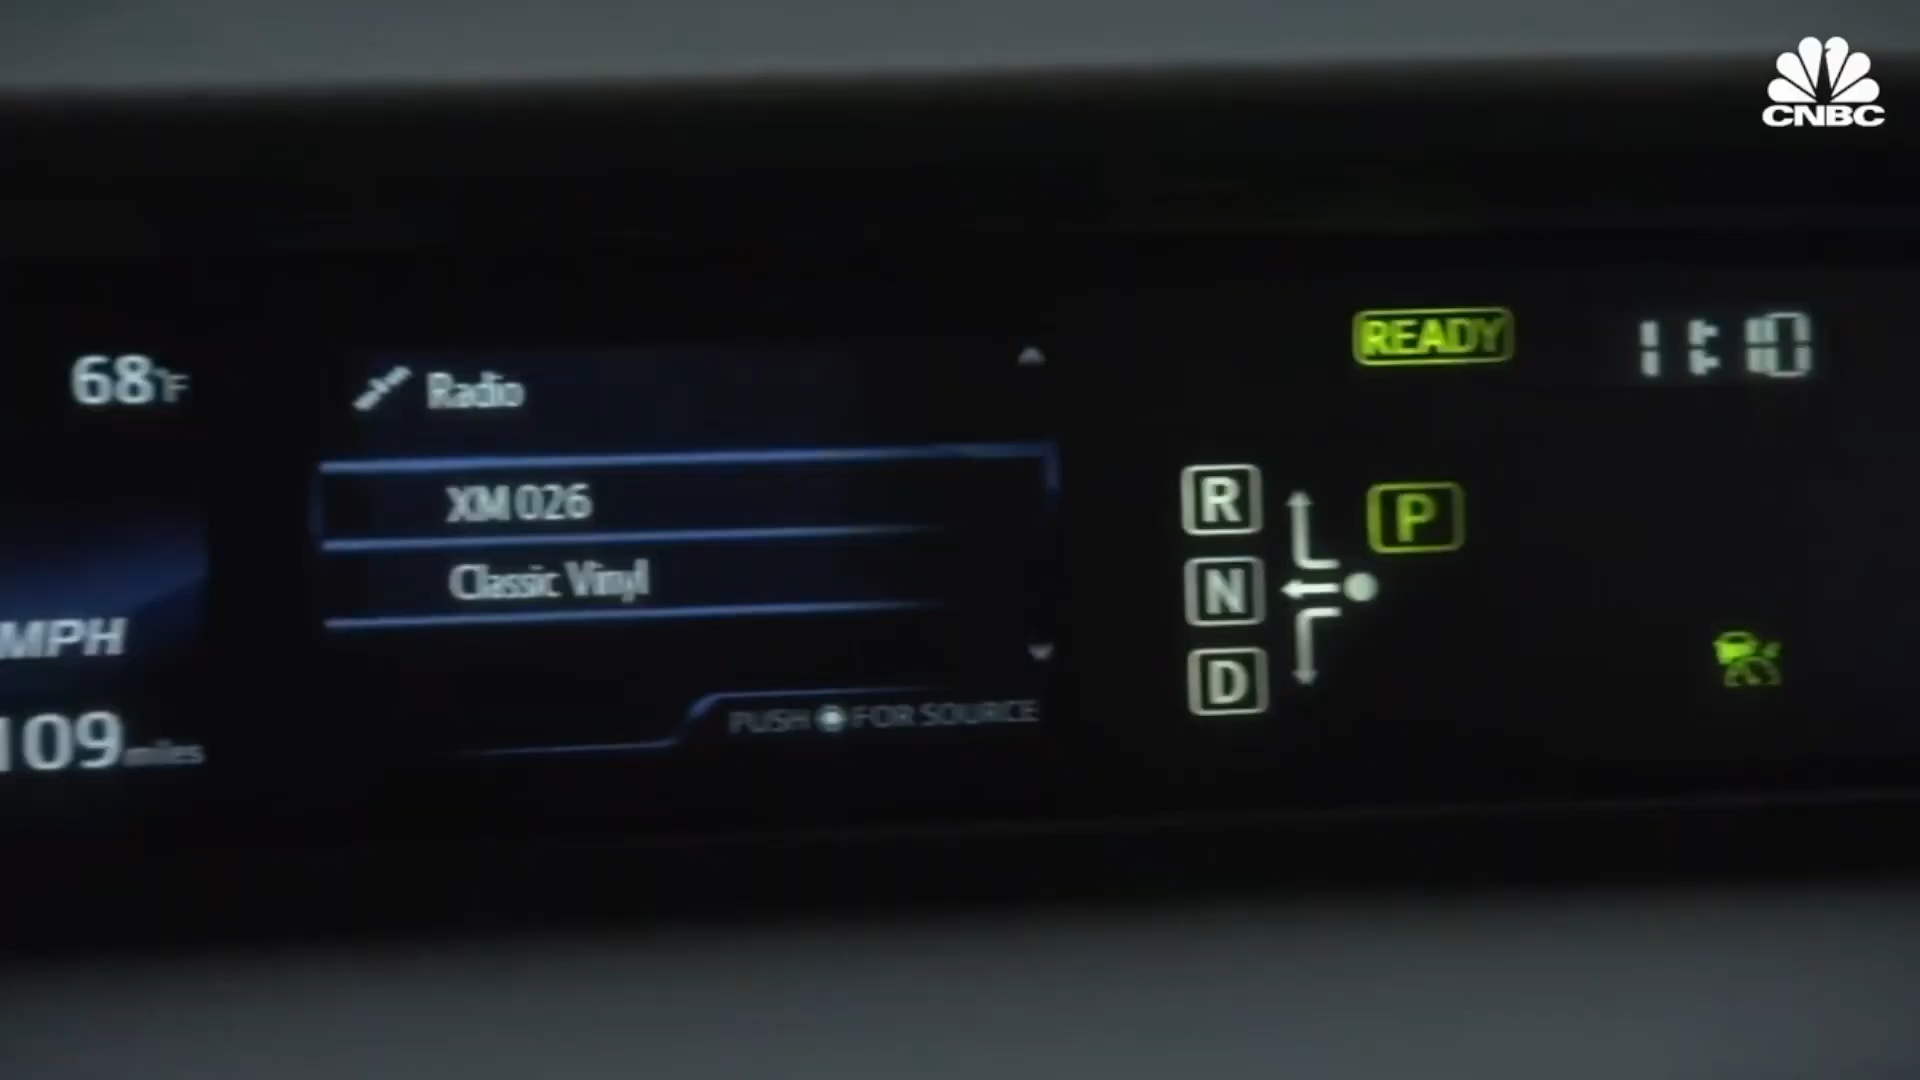 CNBC
68°F
Radio
READY
XM 026
R
P
Classic Vinyl
N
MPH
D
109 miles
PUSH FOR SOURCE